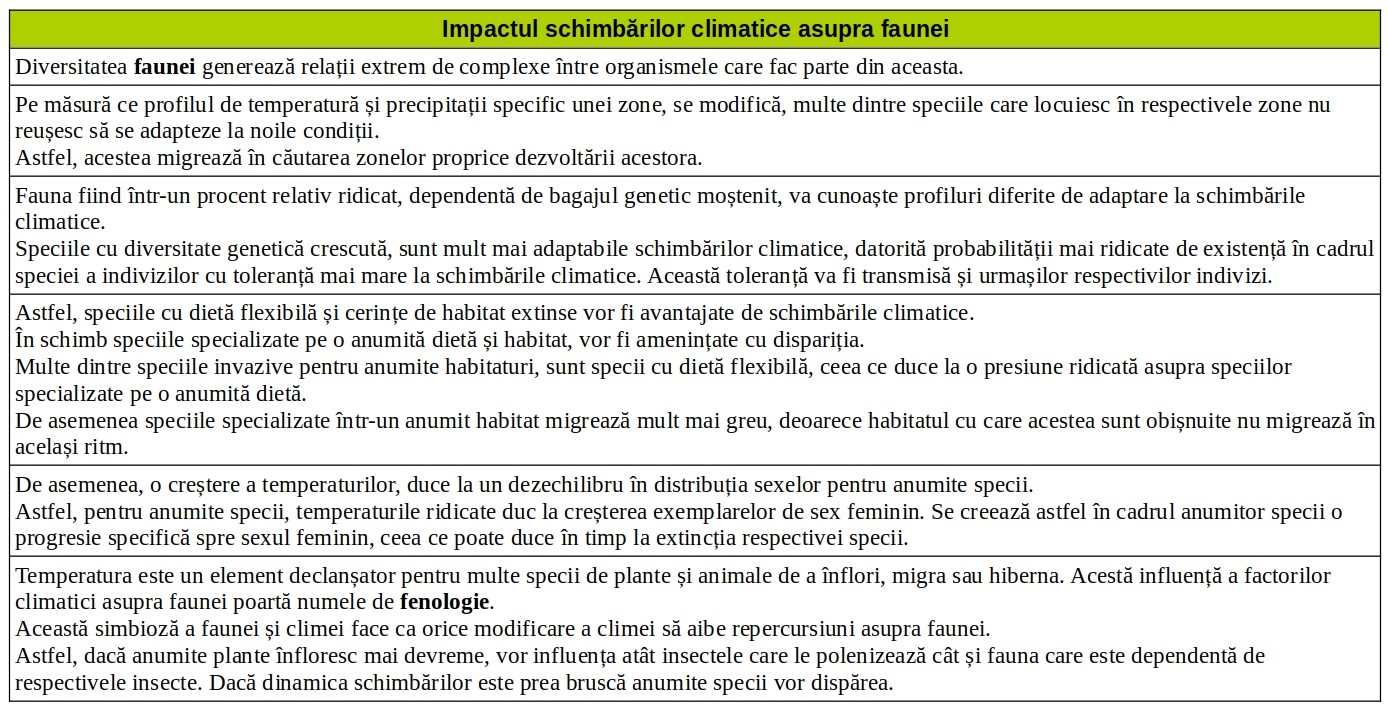 Impactul schimbărilor climatice asupra faunei
Diversitatea faunei generează relații extrem de complexe între organismele care fac parte din aceasta.
Pe măsură ce profilul de temperatură și precipitații specific unei zone, se modifică, multe dintre speciile care locuiesc în respectivele zone nu
reușesc să se adapteze la noile condiții.
Astfel, acestea migrează în căutarea zonelor proprice dezvoltării acestora.
Fauna fiind într-un procent relativ ridicat, dependentă de bagajul genetic moștenit, va cunoaște profiluri diferite de adaptare la schimbările
climatice.
Speciile cu diversitate genetică crescută, sunt mult mai adaptabile schimbărilor climatice, datorită probabilității mai ridicate de existență în cadrul
speciei a indivizilor cu toleranță mai mare la schimbările climatice. Această toleranță va fi transmisă și urmașilor respectivilor indivizi.
Astfel, speciile cu dietă flexibilă și cerințe de habitat extinse vor fi avantajate de schimbările climatice.
În schimb speciile specializate pe o anumită dietă și habitat, vor fi amenințate cu dispariția.
Multe dintre speciile invazive pentru anumite habitaturi, sunt specii cu dietă flexibilă, ceea ce duce la o presiune ridicată asupra speciilor
specializate pe o anumită dietă.
De asemenea speciile specializate într-un anumit habitat migrează mult mai greu, deoarece habitatul cu care acestea sunt obișnuite nu migrează în
același ritm.
De asemenea, o creștere a temperaturilor, duce la un dezechilibru în distribuția sexelor pentru anumite specii.
Astfel, pentru anumite specii, temperaturile ridicate duc la creșterea exemplarelor de sex feminin. Se creează astfel în cadrul anumitor specii o
progresie specifică spre sexul feminin, ceea ce poate duce în timp la extincția respectivei specii.
Temperatura este un element declanșator pentru multe specii de plante și animale de a înflori, migra sau hiberna. Acestă influență a factorilor
climatici asupra faunei poartă numele de fenologie.
Această simbioză a faunei și climei face ca orice modificare a climei să aibe repercursiuni asupra faunei.
Astfel, dacă anumite plante înfloresc mai devreme, vor influența atât insectele care le polenizează cât și fauna care este dependentă de
respectivele insecte. Dacă dinamica schimbărilor este prea bruscă anumite specii vor dispărea.